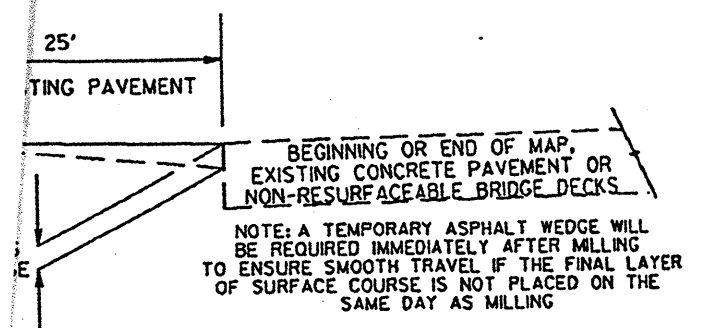 25'
TING PAVEMENT
BEGINNING OR END OF MAP,
EXISTING CONCRETE PAVEMENT OR
NON-RESURFACEABLE BRIDGE DECKS
NOTE: A TEMPORARY ASPHALT WEDGE WILL
BE REQUIRED IMMEDIATELY AFTER MILLING
TO ENSURE SMOOTH TRAVEL IF THE FINAL LAYER
OF SURFACE COURSE IS NOT PLACED ON THE
SAME DAY AS MILLING
E